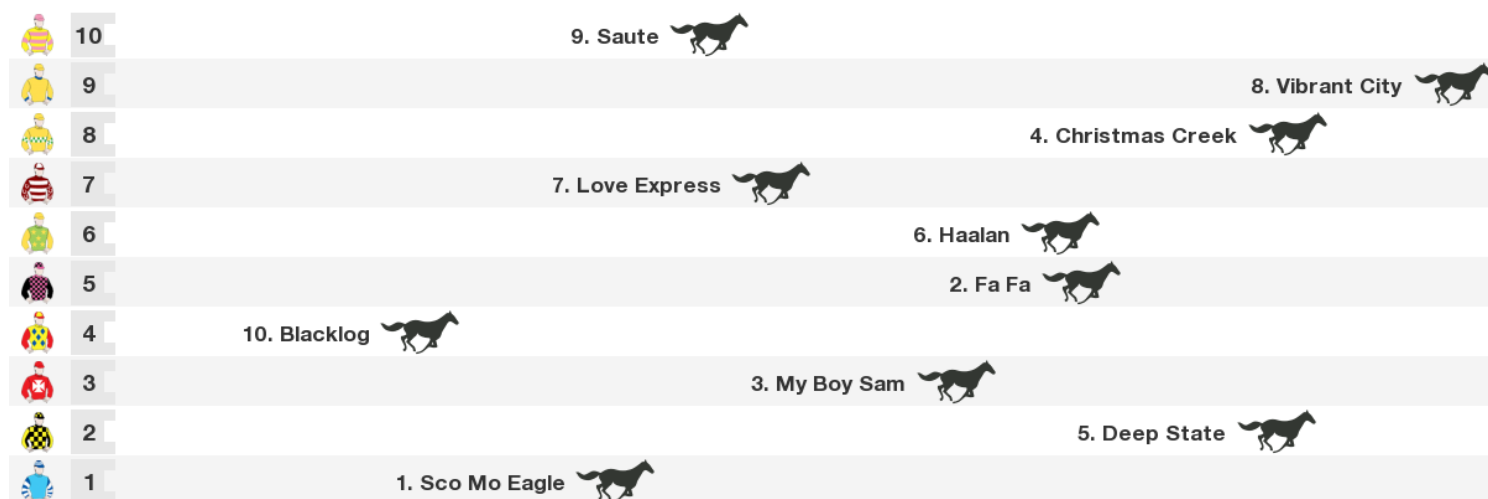 10 9. Saute
9 8. Vibrant City
8 4. Christmas Creek
7 7. Love Express
6 6. Haalan
5 2. Fa Fa
4 10. Blacklog
3 3. My Boy Sam
2 5. Deep State
1 1. Sco Mo Eagle